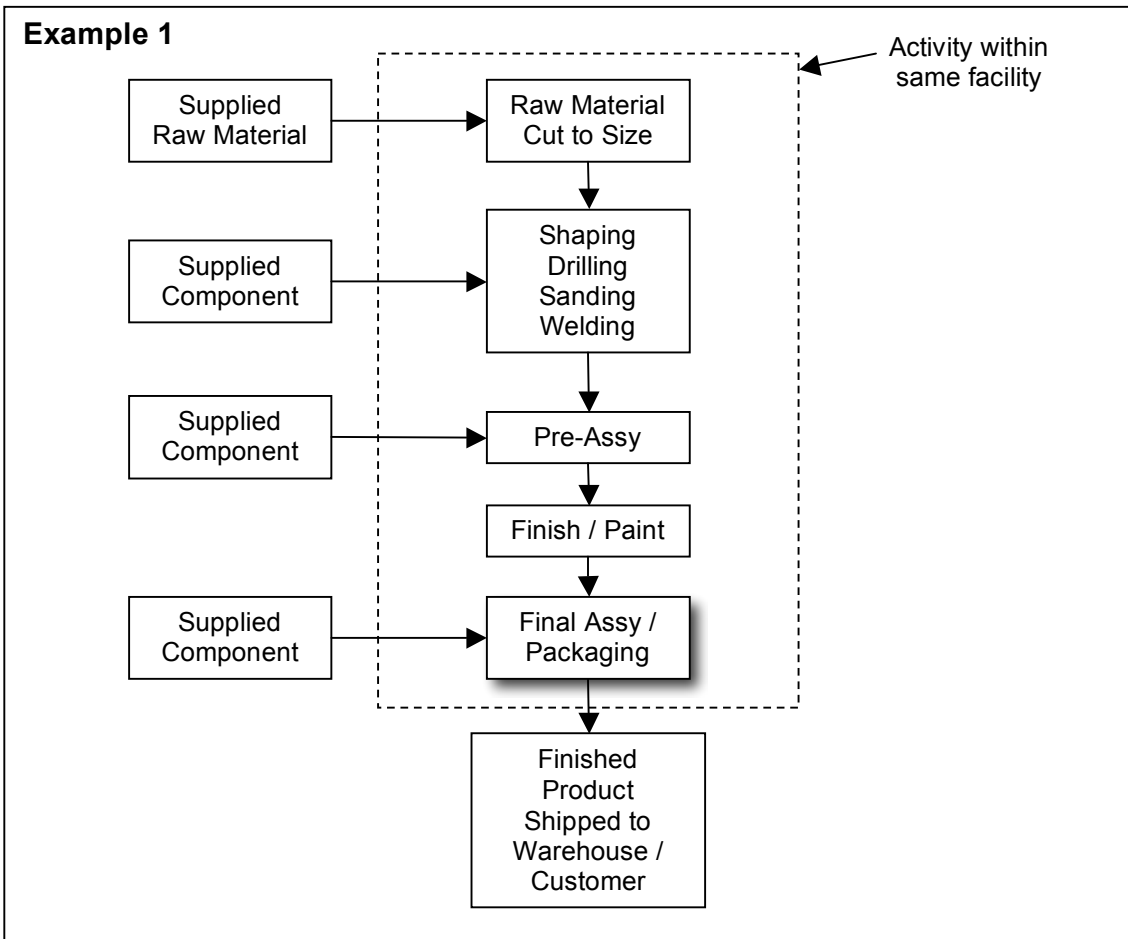 Example 1
Activity within
same facility
Supplied
Raw Material
Raw Material
Cut to Size
Supplied
Component
Shaping
Drilling
Sanding
Welding
Supplied
Component
Pre-Assy
Finish / Paint
Supplied
Component
Final Assy /
Packaging
Finished
Product
Shipped to
Warehouse /
Customer